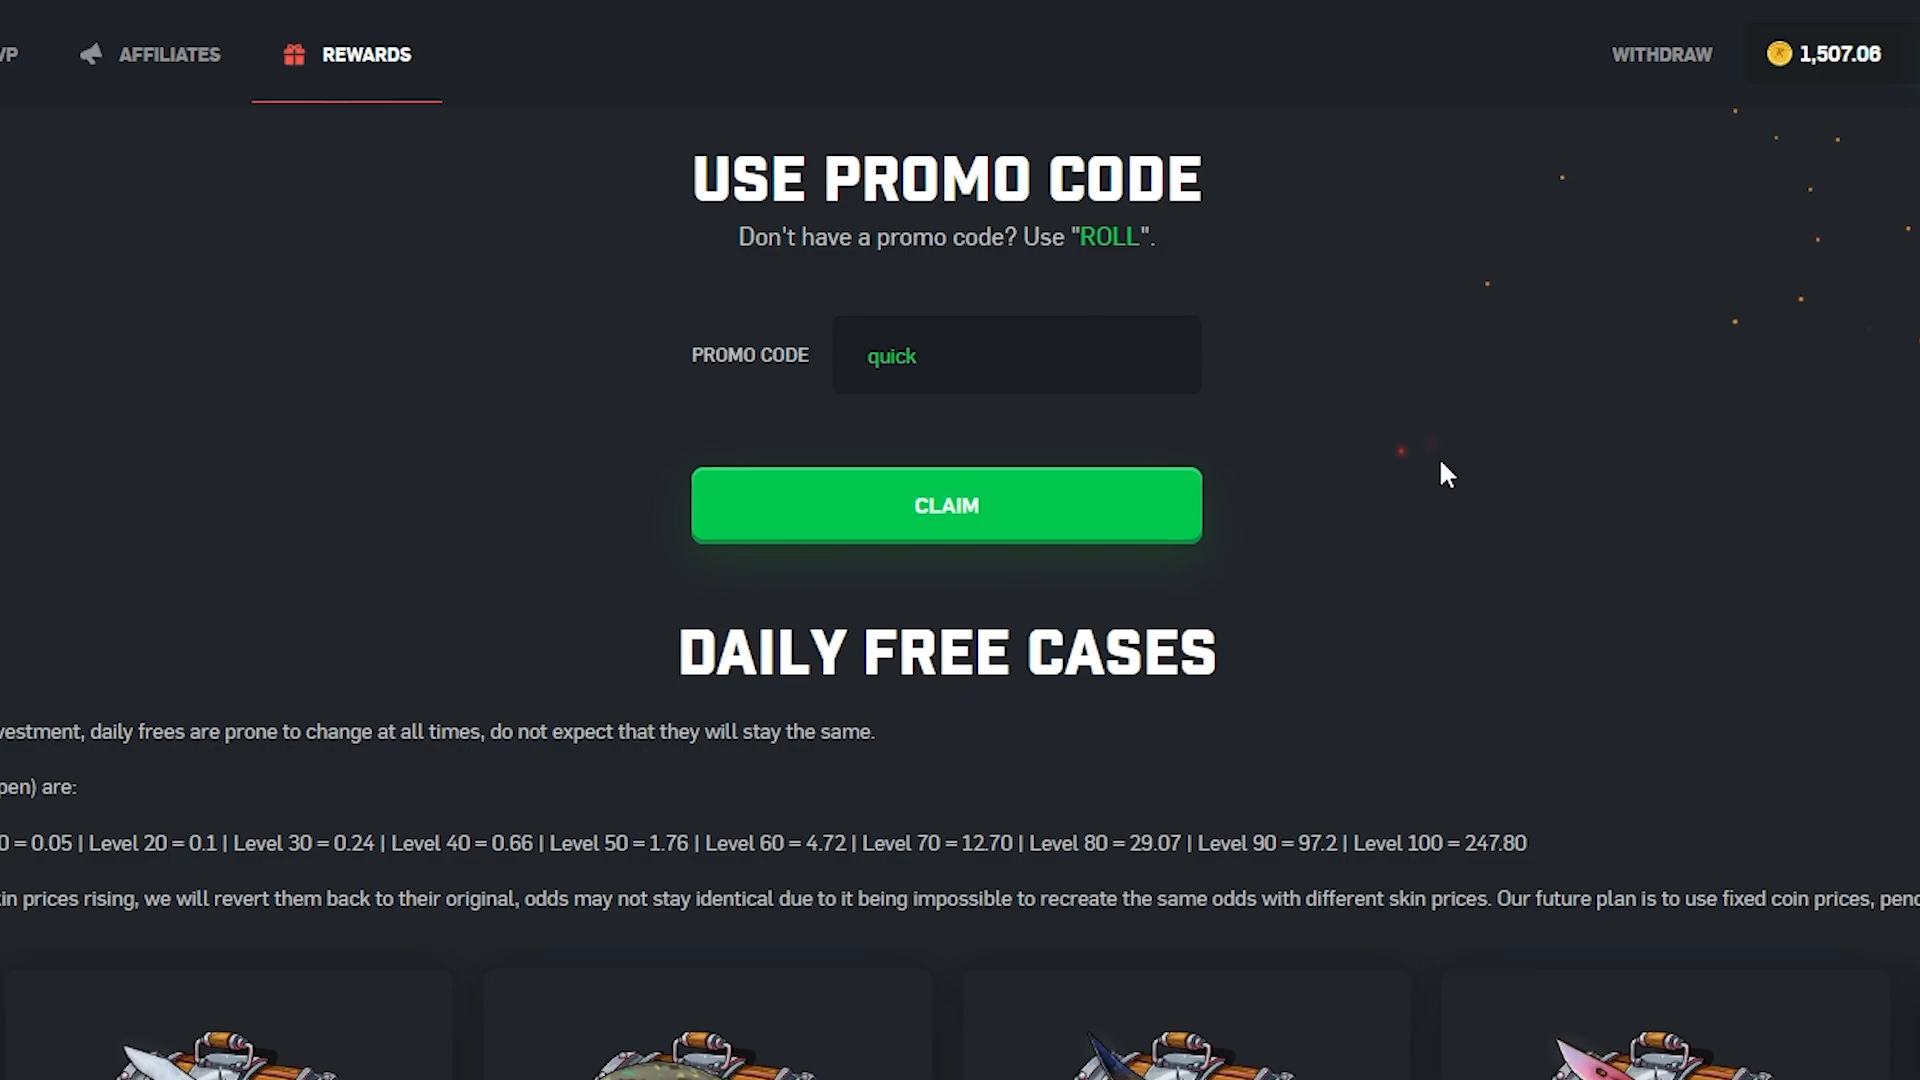 VP AFFILIATES REWARDS WITHDRAW 1,507.06
USE PROMO CODE
Don't have a promo code? Use "ROLL".
PROMO CODE quick
CLAIM
DAILY FREE CASES
vestment, daily frees are prone to change at all times, do not expect that they will stay the same.
pen) are:
0 = 0.05 | Level 20 = 0.1 | Level 30 = 0.24 | Level 40 = 0.66 | Level 50 = 1.76 | Level 60 = 4.72 | Level 70 = 12.70 | Level 80 = 29.07 | Level 90 = 97.2 | Level 100 = 247.80
in prices rising, we will revert them back to their original, odds may not stay identical due to it being impossible to recreate the same odds with different skin prices. Our future plan is to use fixed coin prices, pend